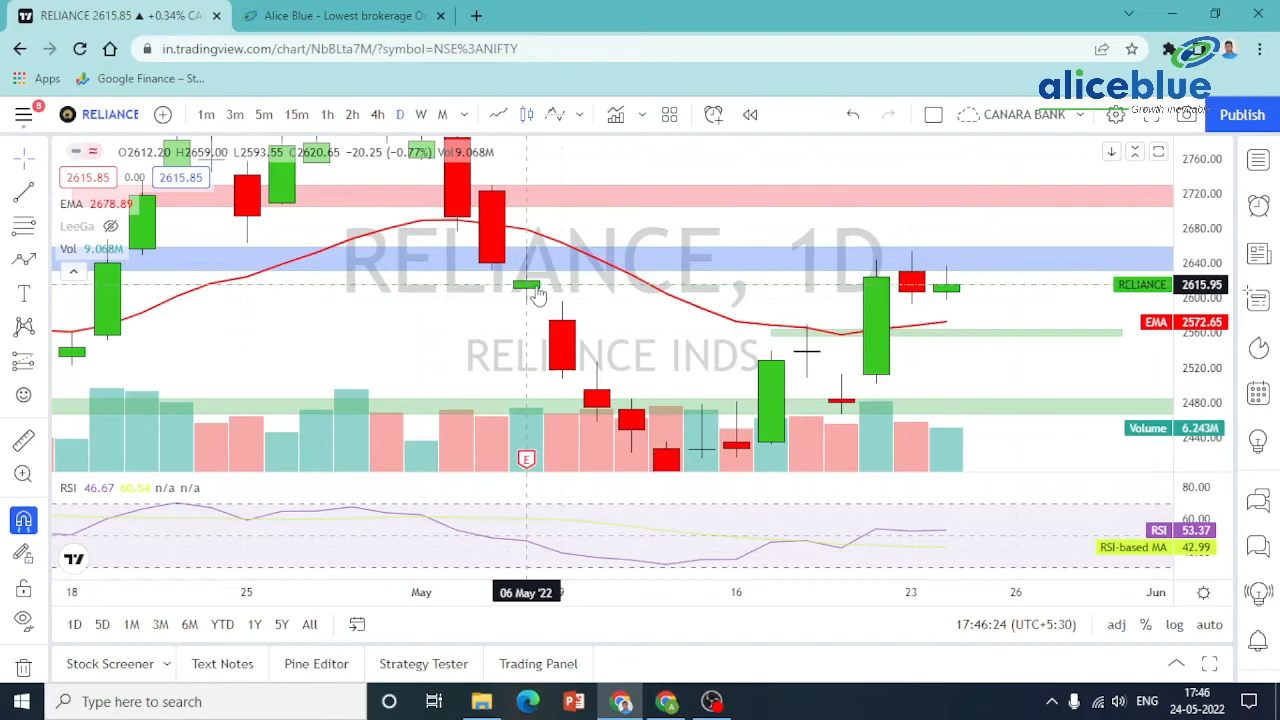 RELIANCE 2615.85 ▲ +0.34% CA
Alice Blue - Lowest brokerage O
in.tradingview.com/chart/NbBLta7M/?symbol=NSE%3ANIFTY
Apps Google Finance – St...
aliceblue
8 RELIANCE 1m 3m 5m 15m 1h 2h 4h D W M CANARA BANK Publish
O2612.20 H2659.00 L2593.55 C2620.65 -20.25 (-0.77%) Vol9.068M
2615.85 0.00 2615.85
EMA 2678.89
LeeGa
Vol 9.068M
RELIANCE, 1D
RELIANCE INDS
2760.00
2720.00
2680.00
2640.00
RELIANCE 2615.95
2600.00
EMA 2572.65
2560.00
2520.00
2480.00
Volume 6.243M
2440.00
E
RSI 46.67 60.54 n/a n/a
80.00
60.00
RSI 53.37
RSI-based MA 42.99
18 25 May 06 May '22 16 23 26 Jun
1D 5D 1M 3M 6M YTD 1Y 5Y All 17:46:24 (UTC+5:30) adj % log auto
Stock Screener Text Notes Pine Editor Strategy Tester Trading Panel
Type here to search
ENG
17:46
24-05-2022